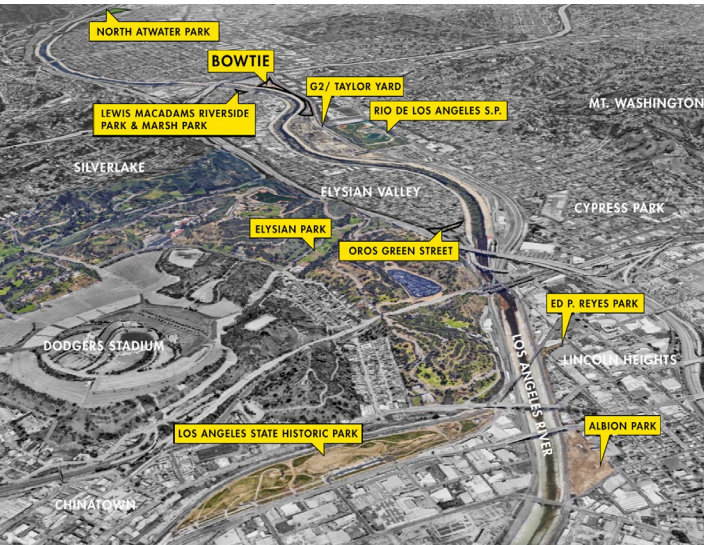 NORTH ATWATER PARK
BOWTIE
G2/ TAYLOR YARD
LEWIS MACADAMS RIVERSIDE
PARK & MARSH PARK
RIO DE LOS ANGELES S.P.
MT. WASHINGTON
SILVERLAKE
ELYSIAN VALLEY
CYPRESS PARK
ELYSIAN PARK
OROS GREEN STREET
ED P. REYES PARK
DODGERS STADIUM
LINCOLN HEIGHTS
LOS ANGELES RIVER
LOS ANGELES STATE HISTORIC PARK
ALBION PARK
CHINATOWN